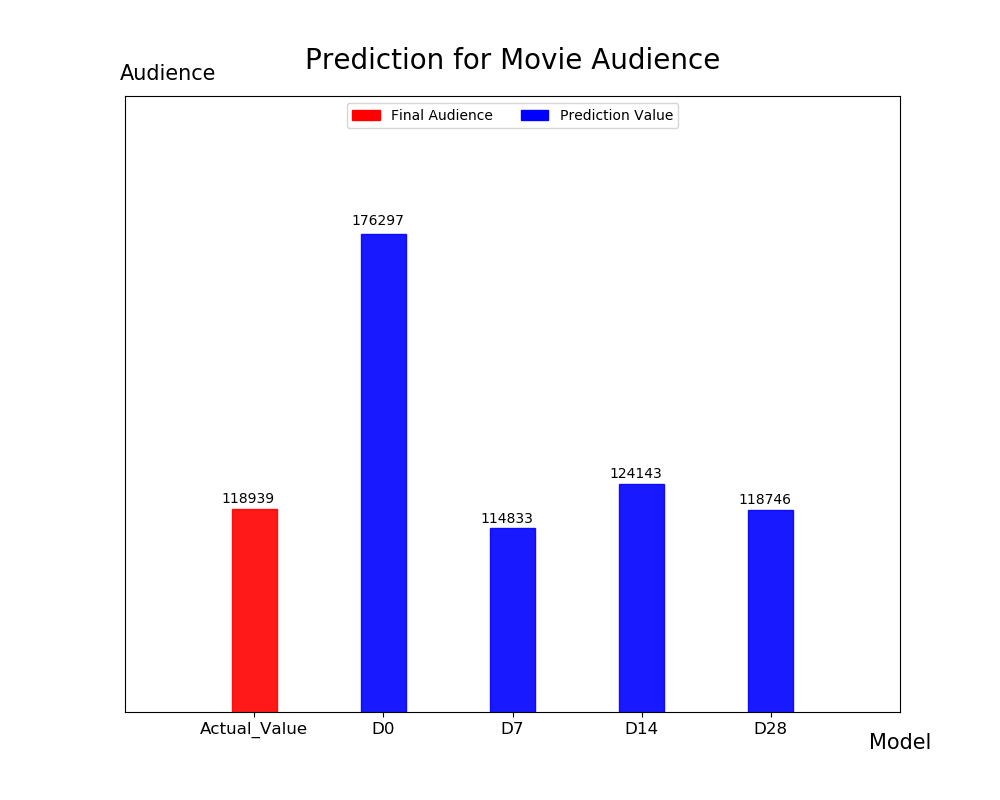 Prediction for Movie Audience
Audience
Final Audience Prediction Value
176297
124143
118939
118746
114833
Actual_Value D0 D7 D14 D28
Model